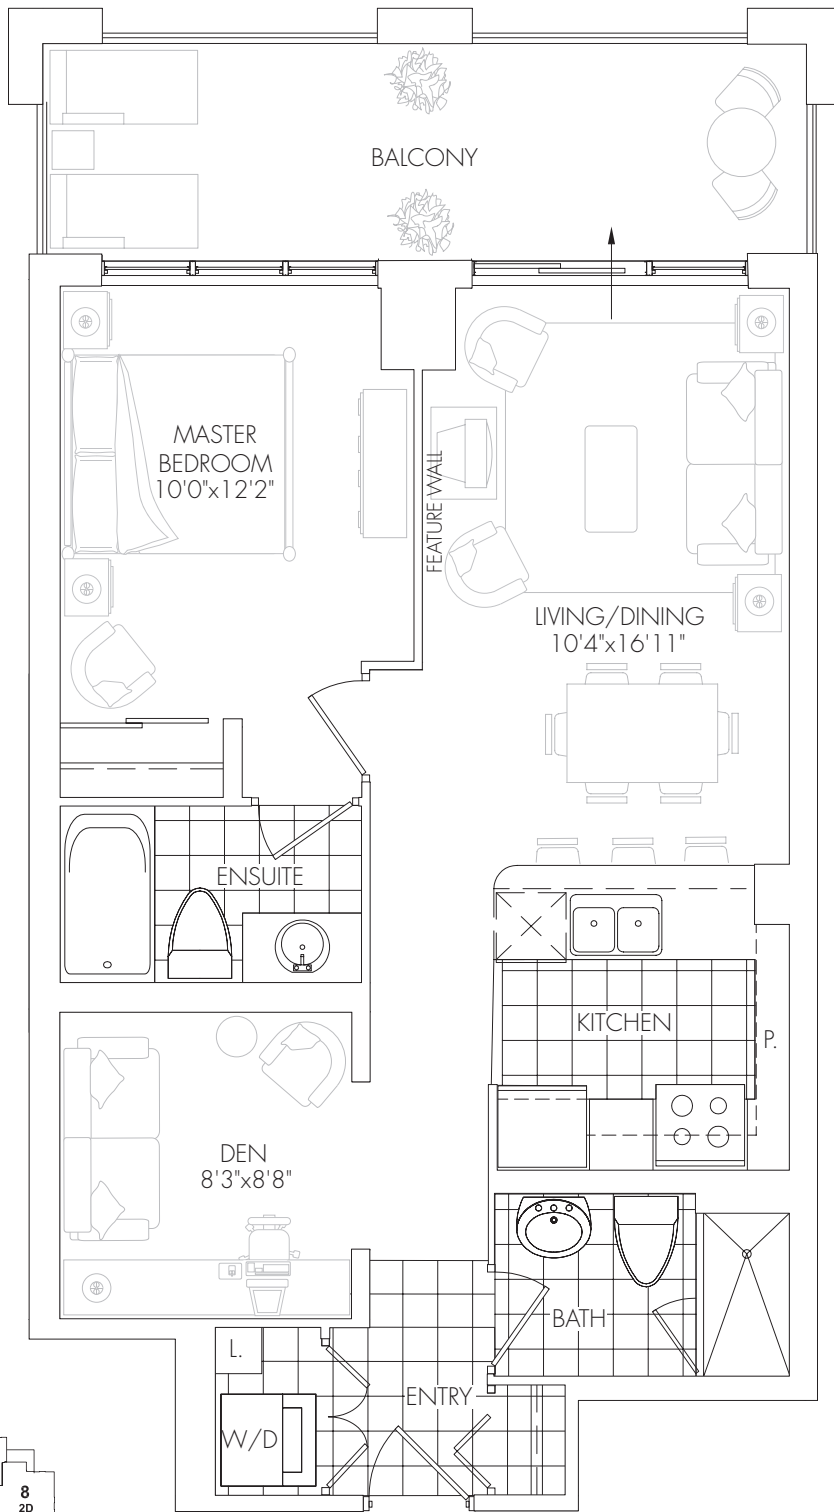 BALCONY
MASTER
BEDROOM
10'0"x12'2"
FEATURE WALL
LIVING/DINING
10'4"x16'11"
ENSUITE
KITCHEN
P.
DEN
8'3"x8'8"
BATH
L.
ENTRY
W/D
8
2D